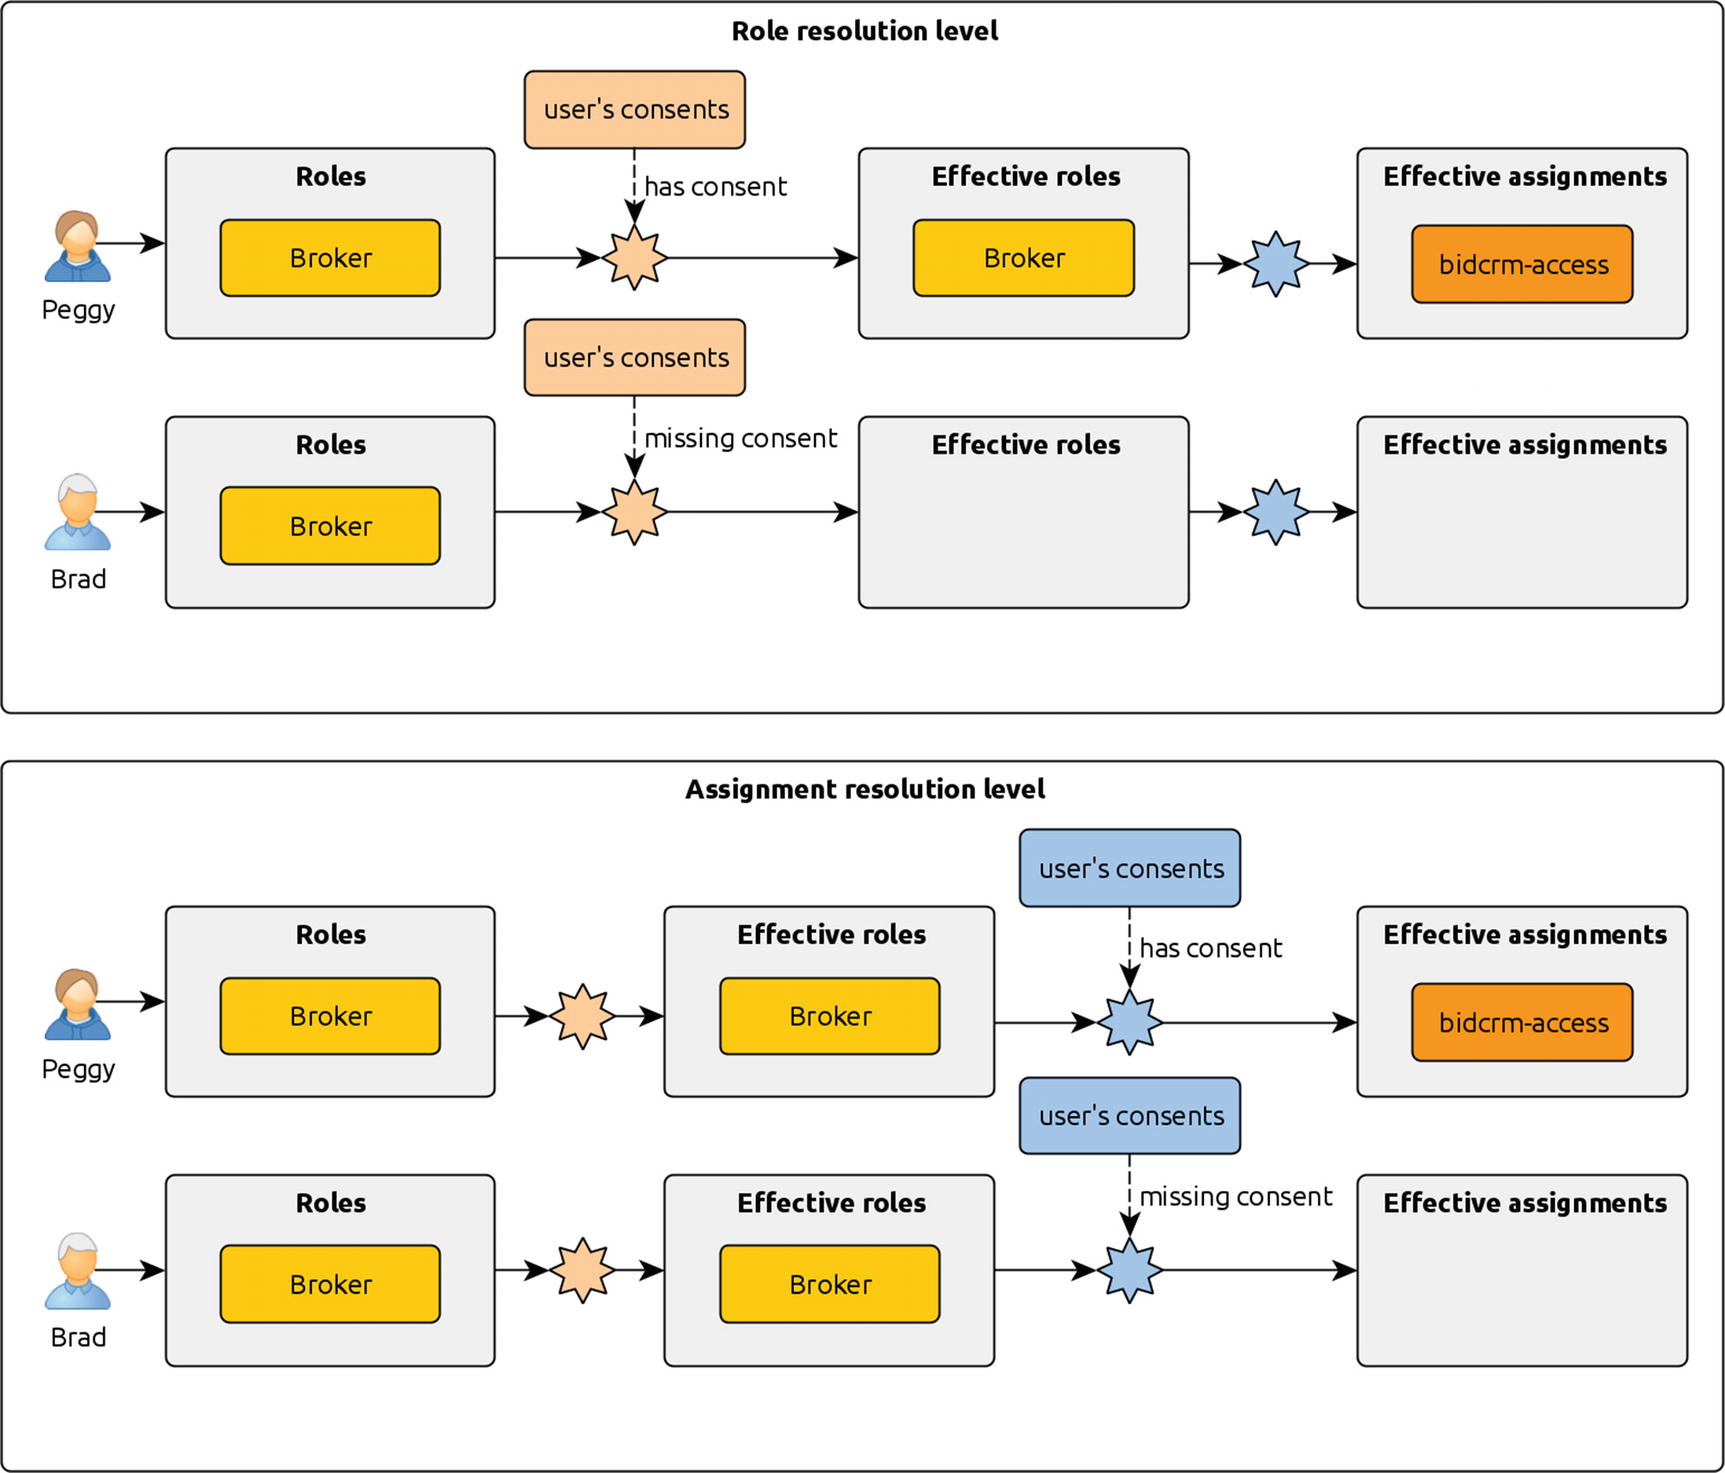 Role resolution level
user's consents
has consent
Roles
Broker
Effective roles
Broker
Effective assignments
bidcrm-access
Peggy
user's consents
missing consent
Roles
Broker
Effective roles
Effective assignments
Brad
Assignment resolution level
user's consents
has consent
Roles
Broker
Effective roles
Broker
Effective assignments
bidcrm-access
Peggy
user's consents
missing consent
Roles
Broker
Effective roles
Broker
Effective assignments
Brad